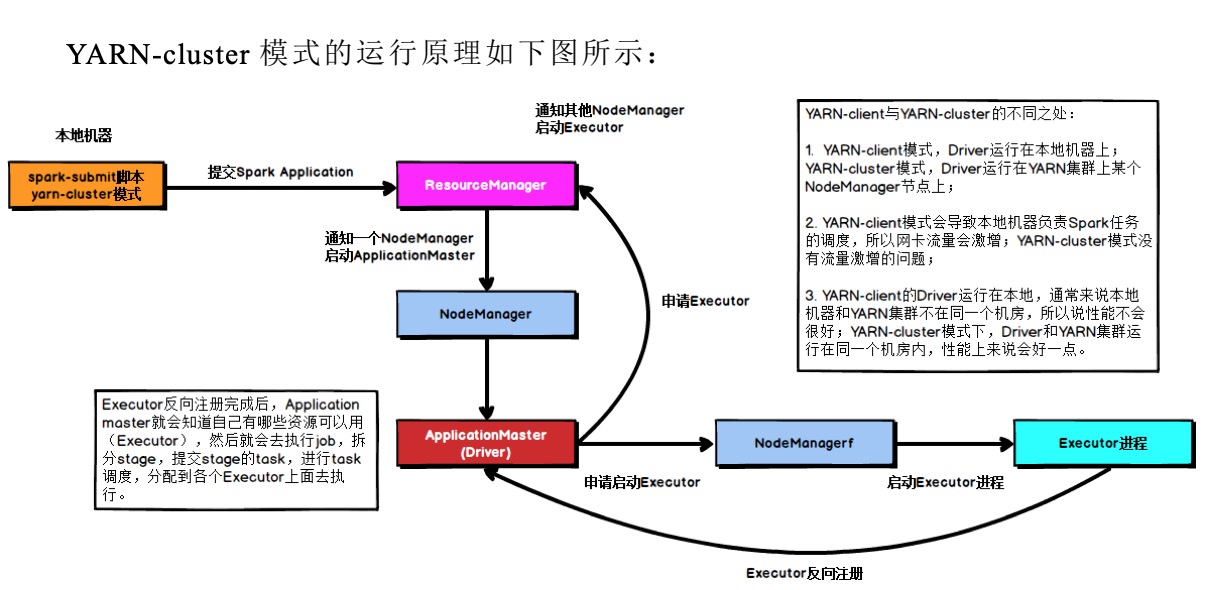 YARN-cluster 模式的运行原理如下图所示：
通知其他NodeManager
启动Executor
本地机器
spark-submit脚本
yarn-cluster模式
提交Spark Application
ResourceManager
通知一个NodeManager
启动ApplicationMaster
NodeManager
申请Executor
YARN-client与YARN-cluster的不同之处：
1. YARN-client模式，Driver运行在本地机器上；
YARN-cluster模式，Driver运行在YARN集群上某个
NodeManager节点上；
2. YARN-client模式会导致本地机器负责Spark任务
的调度，所以网卡流量会激增；YARN-cluster模式没
有流量激增的问题；
3. YARN-client的Driver运行在本地，通常来说本地
机器和YARN集群不在同一个机房，所以说性能不会
很好；YARN-cluster模式下，Driver和YARN集群运
行在同一个机房内，性能上来说会好一点。
Executor反向注册完成后，Application
master就会知道自己有哪些资源可以用
（Executor），然后就会去执行job，拆
分stage，提交stage的task，进行task
调度，分配到各个Executor上面去执
行。
ApplicationMaster
(Driver)
申请启动Executor
NodeManagerf
启动Executor进程
Executor进程
Executor反向注册